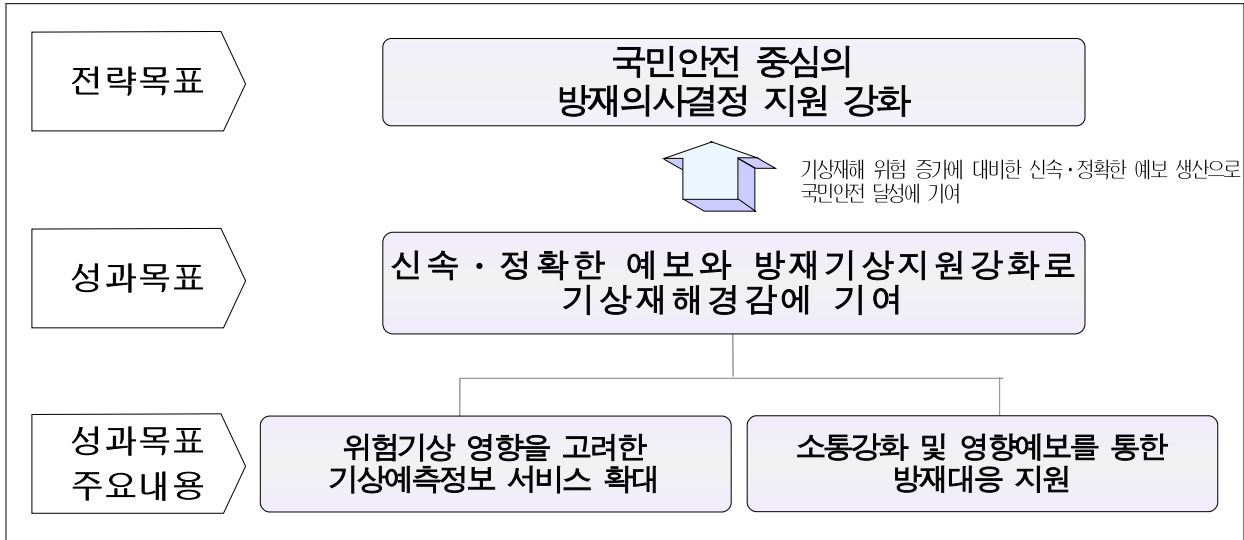 전략목표
국민안전 중심의
방재의사결정 지원 강화
기상재해 위험 증가에 대비한 신속·정확한 예보 생산으로
국민안전 달성에 기여
성과목표
신속·정확한 예보와 방재기상지원강화로
기상재해경감에 기여
성과목표
주요내용
위험기상 영향을 고려한
기상예측정보 서비스 확대
소통강화 및 영향예보를 통한
방재대응 지원